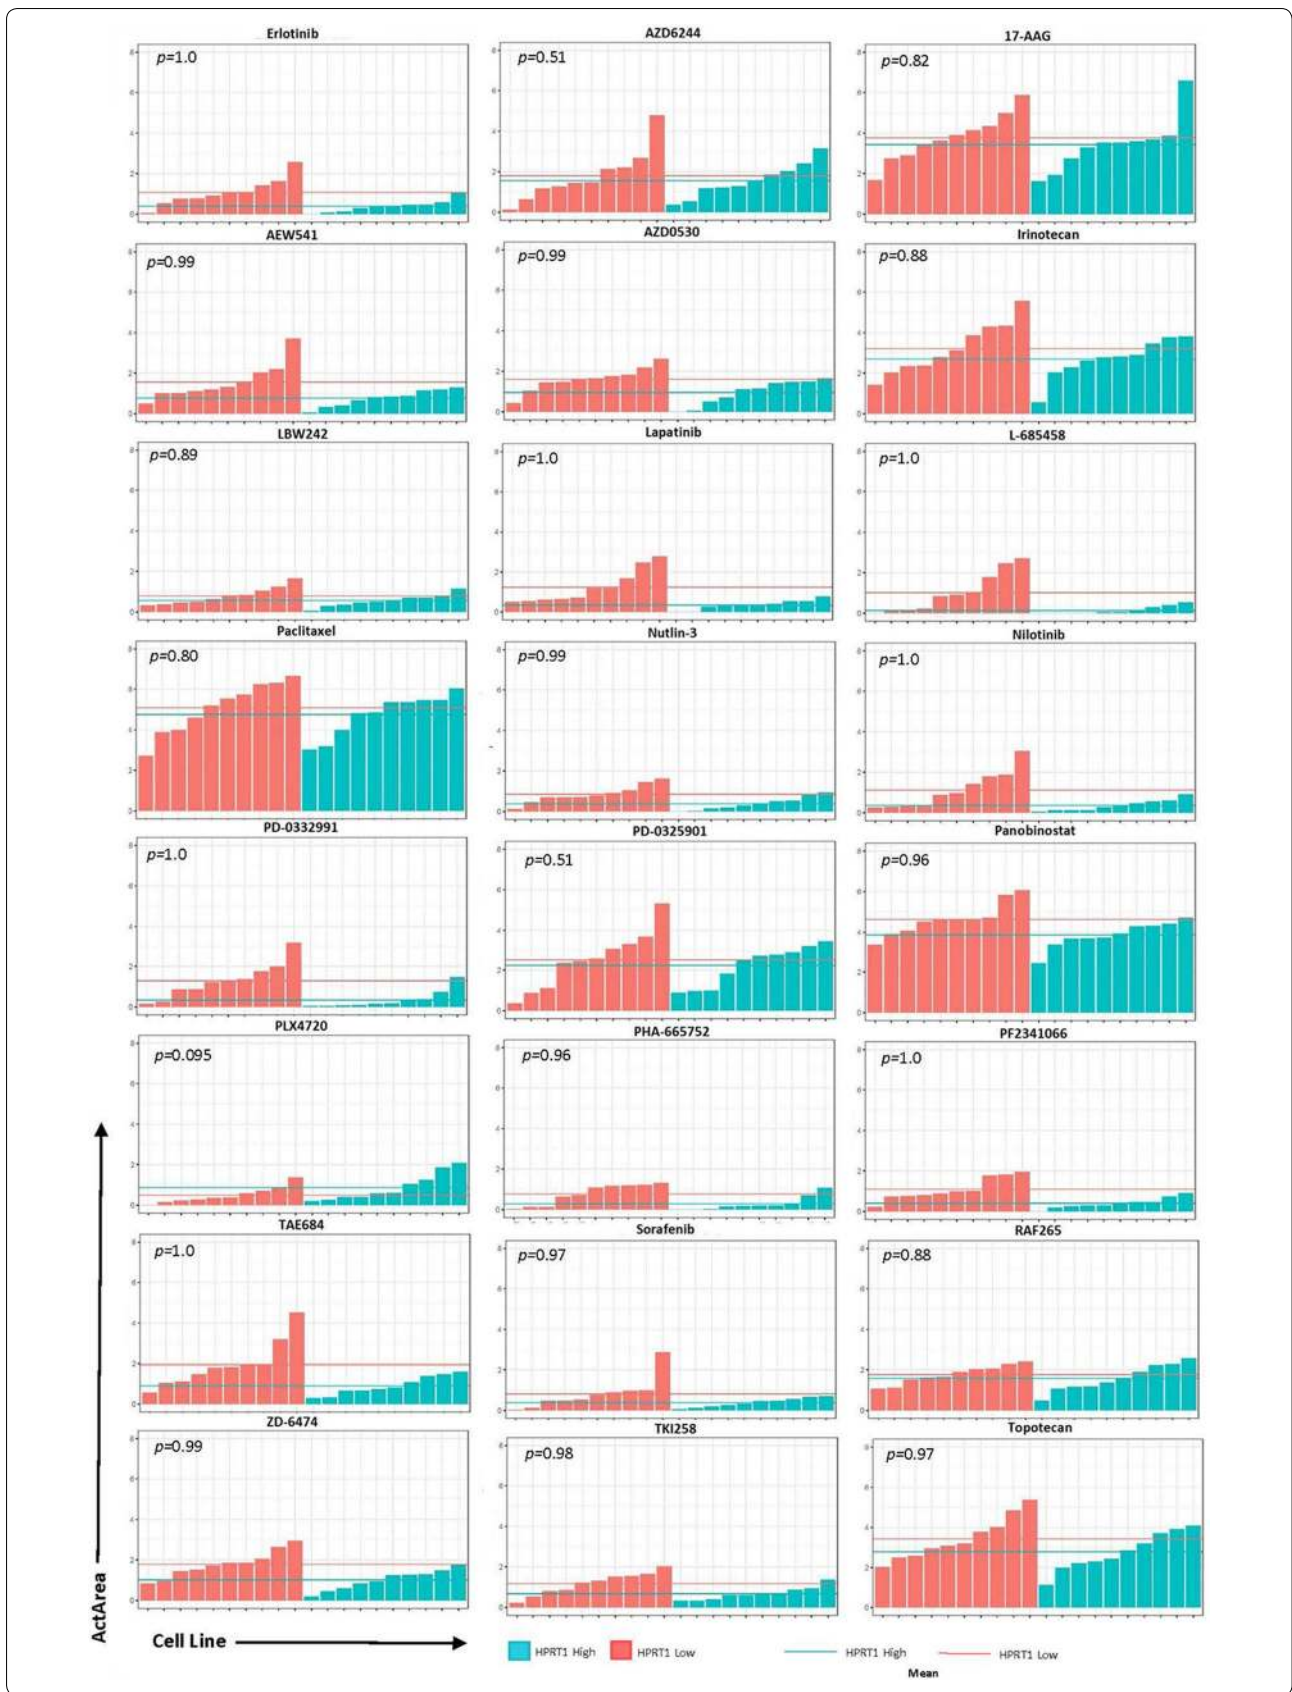 Erlotinib
AZD6244
17-AAG
p=1.0
p=0.51
p=0.82
AEW541
AZD0530
Irinotecan
p=0.99
p=0.99
p=0.88
LBW242
Lapatinib
L-685458
p=0.89
p=1.0
p=1.0
Paclitaxel
Nutlin-3
Nilotinib
p=0.80
p=0.99
p=1.0
PD-0332991
PD-0325901
Panobinostat
p=1.0
p=0.51
p=0.96
PLX4720
PHA-665752
PF2341066
p=0.095
p=0.96
p=1.0
TAE684
Sorafenib
RAF265
p=1.0
p=0.97
p=0.88
ZD-6474
TKI258
Topotecan
p=0.99
p=0.98
p=0.97
ActArea
Cell Line
HPRT1 High
HPRT1 Low
HPRT1 High
HPRT1 Low
Mean